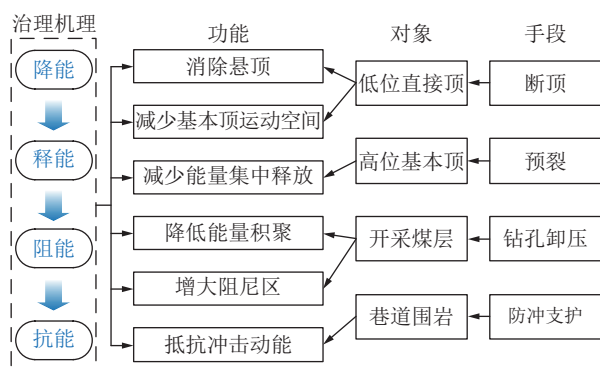 治理机理
功能
对象
手段
降能
释能
阻能
抗能
消除悬顶
减少基本顶运动空间
减少能量集中释放
降低能量积聚
增大阻尼区
抵抗冲击动能
低位直接顶
高位基本顶
开采煤层
巷道围岩
断顶
预裂
钻孔卸压
防冲支护